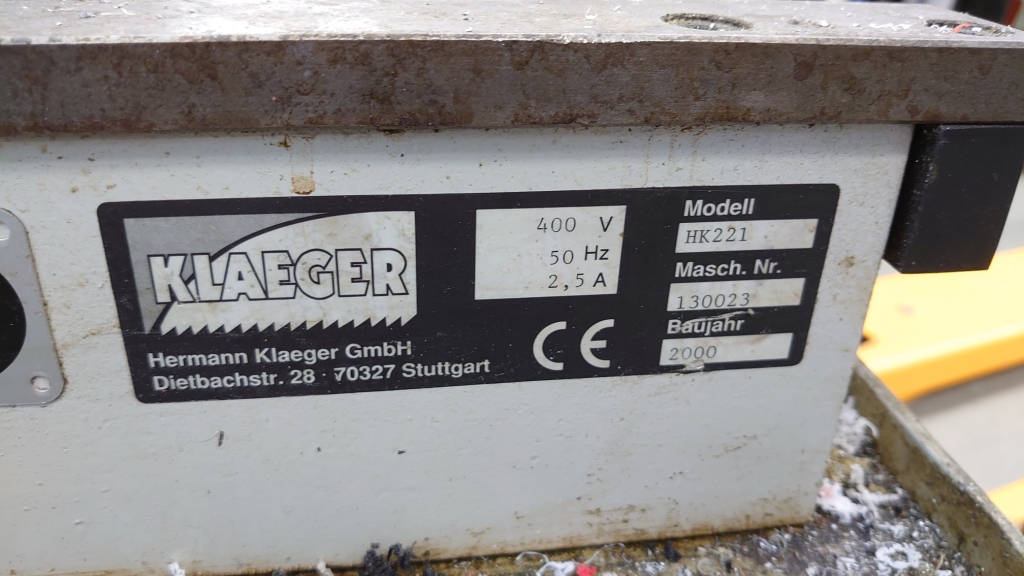 KLAEGER
Hermann Klaeger GmbH
Dietbachstr. 28 · 70327 Stuttgart
400 V
50 Hz
2,5 A
CE
Modell
HK221
Masch. Nr.
130023
Baujahr
2000